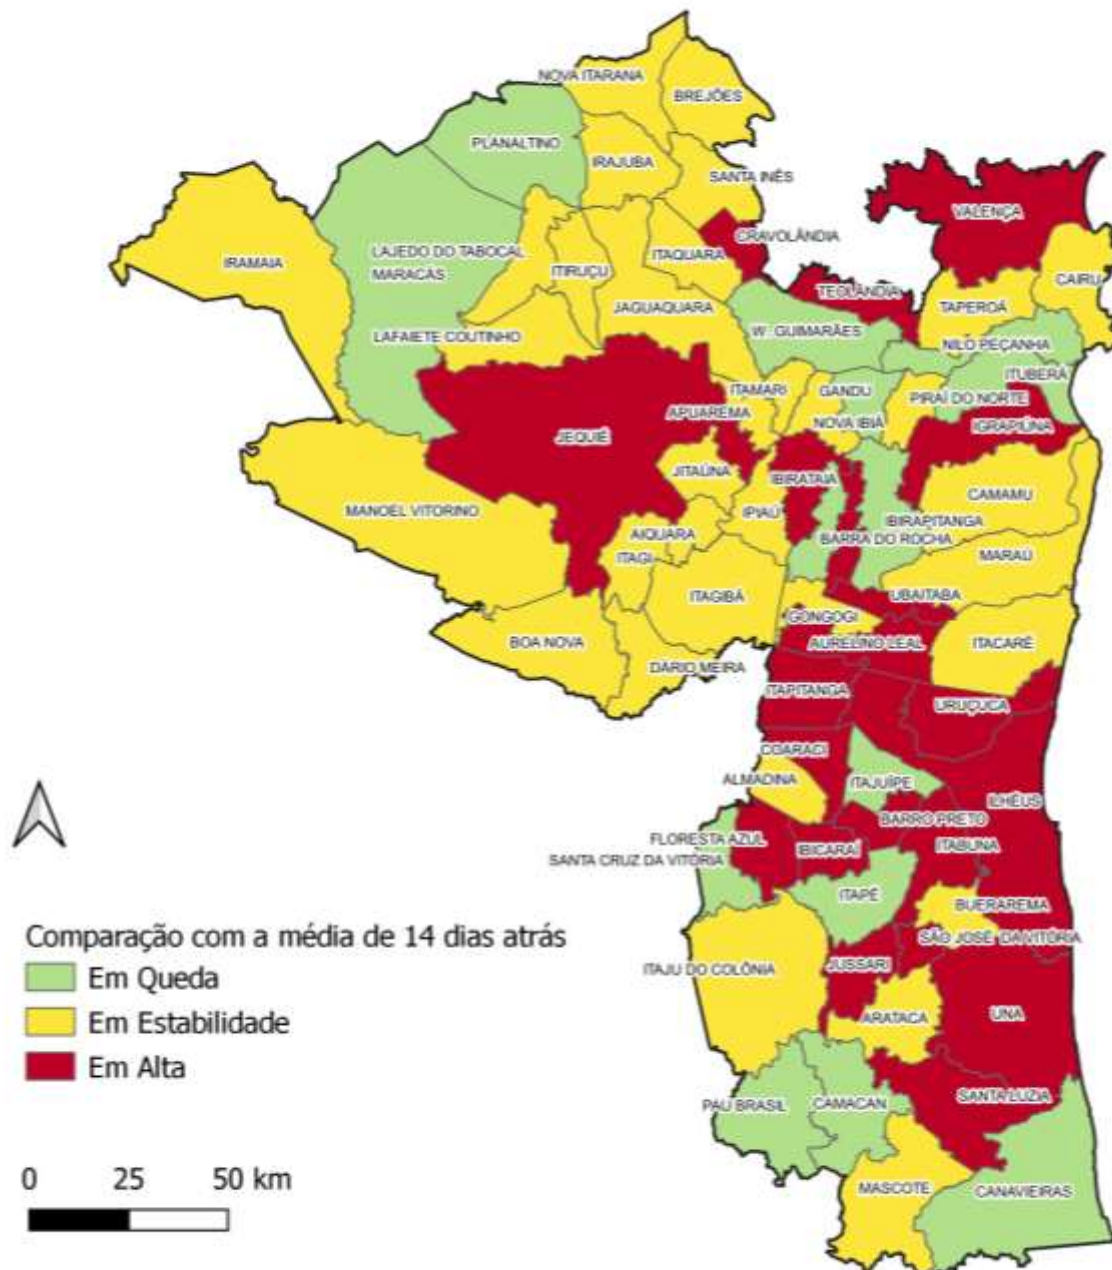 NOVA ITARANA
BREJÕES
PLANALTINO
IRAJUBA
SANTA INÊS
VALENÇA
CRAVOLÂNDIA
LAJEDO DO TABOCAL
ITAQUARA
IRAMAIA
ITIRUÇU
MARACÁS
CAIRU
TEOLÂNDIA
JAGUAQUARA
TAPEROÁ
W. GUIMARÃES
LAFAIETE COUTINHO
NILO PEÇANHA
ITUBERÁ
ITAMARI
GANDU
PIRAÍ DO NORTE
APUAREMA
NOVA IBIÁ
IGRAPIÚNA
JEQUIÉ
JITAÚNA
IBIRATAIA
CAMAMU
MANOEL VITORINO
IPIAÚ
IBIRAPITANGA
AIQUARA
BARRA DO ROCHA
ITAGI
MARAÚ
ITAGIBÁ
UBAITABA
GONGOGI
BOA NOVA
AURELINO LEAL
ITACARÉ
DÁRIO MEIRA
ITAPITANGA
URUÇUCA
COARACI
ALMADINA
ITAJUÍPE
ILHÉUS
BARRO PRETO
FLORESTA AZUL
IBICARAÍ
ITABUNA
SANTA CRUZ DA VITÓRIA
ITAPÉ
BUERAREMA
SÃO JOSÉ DA VITÓRIA
ITAJU DO COLÔNIA
JUSSARI
ARATACA
UNA
SANTA LUZIA
PAU BRASIL
CAMACAN
MASCOTE
CANAVIEIRAS
Comparação com a média de 14 dias atrás
Em Queda
Em Estabilidade
Em Alta
0 25 50 km